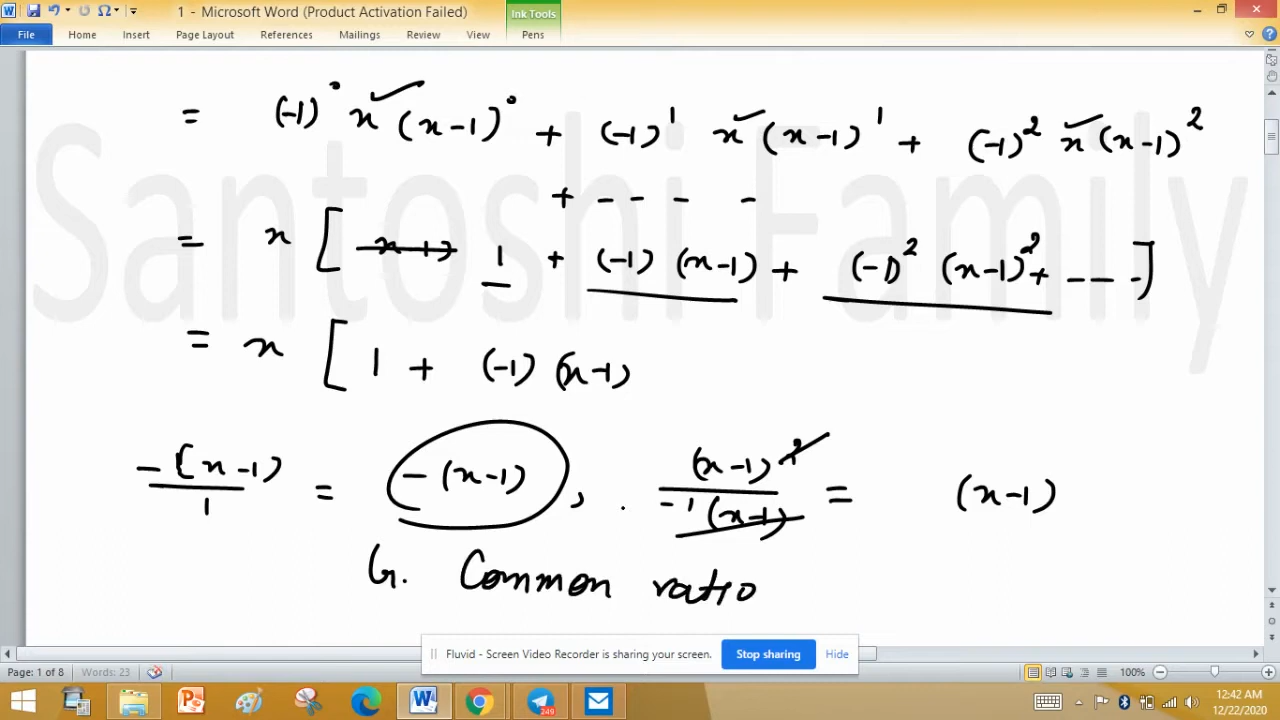 1 - Microsoft Word (Product Activation Failed)
Ink Tools
File Home Insert Page Layout References Mailings Review View Pens
Santoshi Family
= (-1)⁰ x (x-1)⁰ + (-1)¹ x (x-1)¹ + (-1)² x (x-1)²
+ - - - -
= x [ 1 + (-1) (x-1) + (-1)² (x-1)² + - - - ]
= x [ 1 + (-1) (x-1)
-(x-1)/1 = -(x-1), . (x-1)²/-1(x-1) = (x-1)
G. Common ratio
Fluvid - Screen Video Recorder is sharing your screen. Stop sharing Hide
Page: 1 of 8 Words: 23 100%
249
12:42 AM
12/22/2020